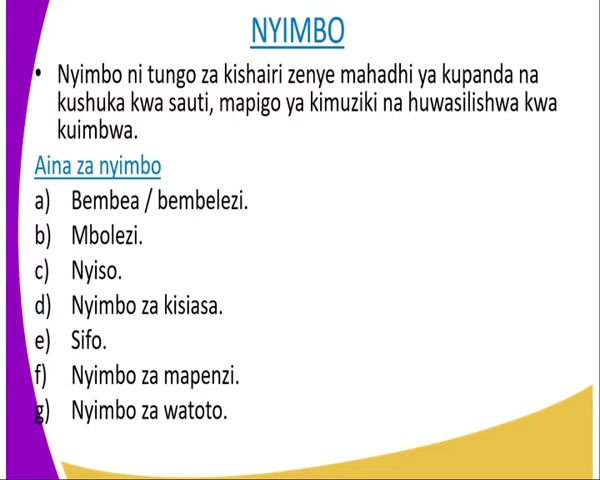 NYIMBO
• Nyimbo ni tungo za kishairi zenye mahadhi ya kupanda na
kushuka kwa sauti, mapigo ya kimuziki na huwasilishwa kwa
kuimbwa.
Aina za nyimbo
a) Bembea / bembelezi.
b) Mbolezi.
c) Nyiso.
d) Nyimbo za kisiasa.
e) Sifo.
f) Nyimbo za mapenzi.
g) Nyimbo za watoto.